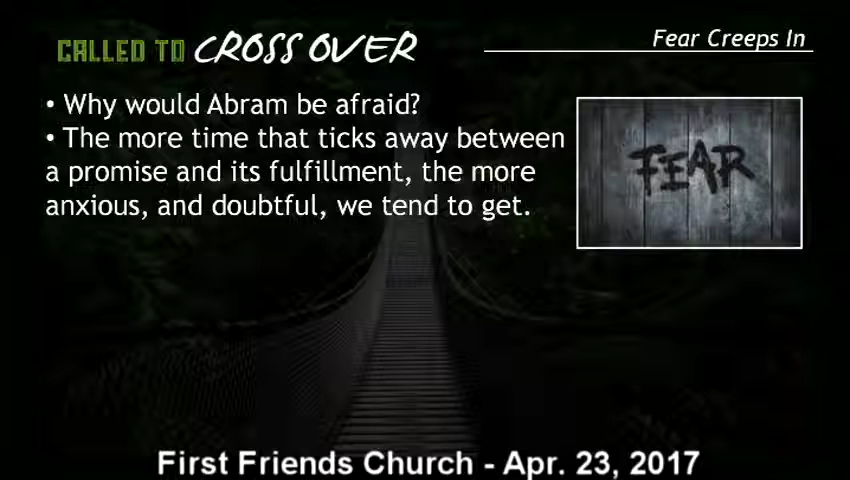 CALLED TO CROSS OVER
Fear Creeps In
• Why would Abram be afraid?
• The more time that ticks away between
a promise and its fulfillment, the more
anxious, and doubtful, we tend to get.
FEAR
First Friends Church - Apr. 23, 2017